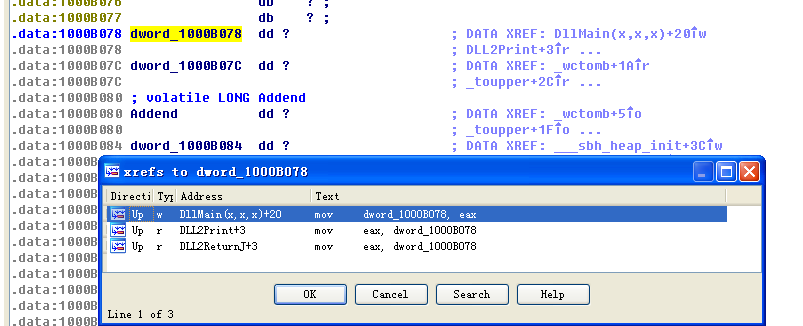 .data:1000B076 db ? ;
.data:1000B077 db ? ;
.data:1000B078 dword_1000B078 dd ? ; DATA XREF: DllMain(x,x,x)+20↑w
.data:1000B078 ; DLL2Print+3↑r ...
.data:1000B07C dword_1000B07C dd ? ; DATA XREF: _wctomb+1A↑r
.data:1000B07C ; _toupper+2C↑r ...
.data:1000B080 ; volatile LONG Addend
.data:1000B080 Addend dd ? ; DATA XREF: _wctomb+5↑o
.data:1000B080 ; _toupper+1F↑o ...
.data:1000B084 dword_1000B084 dd ? ; DATA XREF: ___sbh_heap_init+3C↑w
.data:1000B
xrefs to dword_1000B078
.data:1000B
.data:1000B
Directi Typ Address Text
.data:1000B
Up w DllMain(x,x,x)+20 mov dword_1000B078, eax
.data:1000B
Up r DLL2Print+3 mov eax, dword_1000B078
.data:1000B
Up r DLL2ReturnJ+3 mov eax, dword_1000B078
.data:1000B
.data:1000B
.data:1000B
OK Cancel Search Help
.data:1000B
Line 1 of 3
.data:1000B